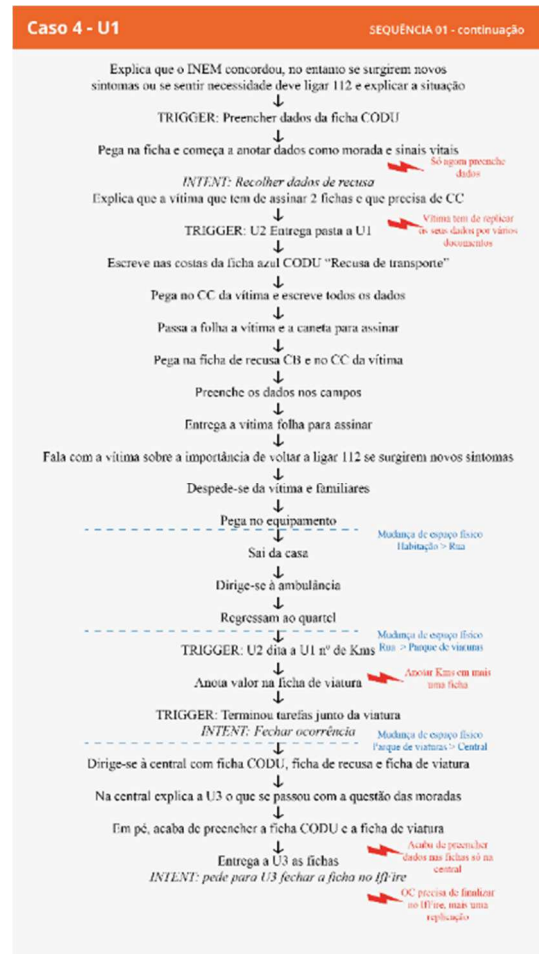 Caso 4 - U1
SEQUÊNCIA 01 - continuação
Explica que o INEM concordou, no entanto se surgirem novos
sintomas ou se sentir necessidade deve ligar 112 e explicar a situação
TRIGGER: Preencher dados da ficha CODU
Pega na ficha e começa a anotar dados como morada e sinais vitais
Só agora preenche
dados
INTENT: Recolher dados de recusa
Explica que a vítima que tem de assinar 2 fichas e que precisa de CC
TRIGGER: U2 Entrega pasta a U1
Vítima tem de replicar
os seus dados por vários
documentos
Escreve nas costas da ficha azul CODU “Recusa de transporte”
Pega no CC da vítima e escreve todos os dados
Passa a folha a vítima e a caneta para assinar
Pega na ficha de recusa CB e no CC da vítima
Preenche os dados nos campos
Entrega a vítima folha para assinar
Fala com a vítima sobre a importância de voltar a ligar 112 se surgirem novos sintomas
Despede-se da vítima e familiares
Pega no equipamento
Mudança de espaço físico
Habitação > Rua
Sai da casa
Dirige-se à ambulância
Regressam ao quartel
Mudança de espaço físico
Rua > Parque de viaturas
TRIGGER: U2 dita a U1 nº de Kms
Anota valor na ficha de viatura
Anotar Kms em mais
uma ficha
TRIGGER: Terminou tarefas junto da viatura
INTENT: Fechar ocorrência
Mudança de espaço físico
Parque de viaturas > Central
Dirige-se à central com ficha CODU, ficha de recusa e ficha de viatura
Na central explica a U3 o que se passou com a questão das moradas
Em pé, acaba de preencher a ficha CODU e a ficha de viatura
Acaba de preencher
dados nas fichas só na
central
Entrega a U3 as fichas
INTENT: pede para U3 fechar a ficha no IfFire
OC precisa de finalizar
no IfFire, mais uma
replicação